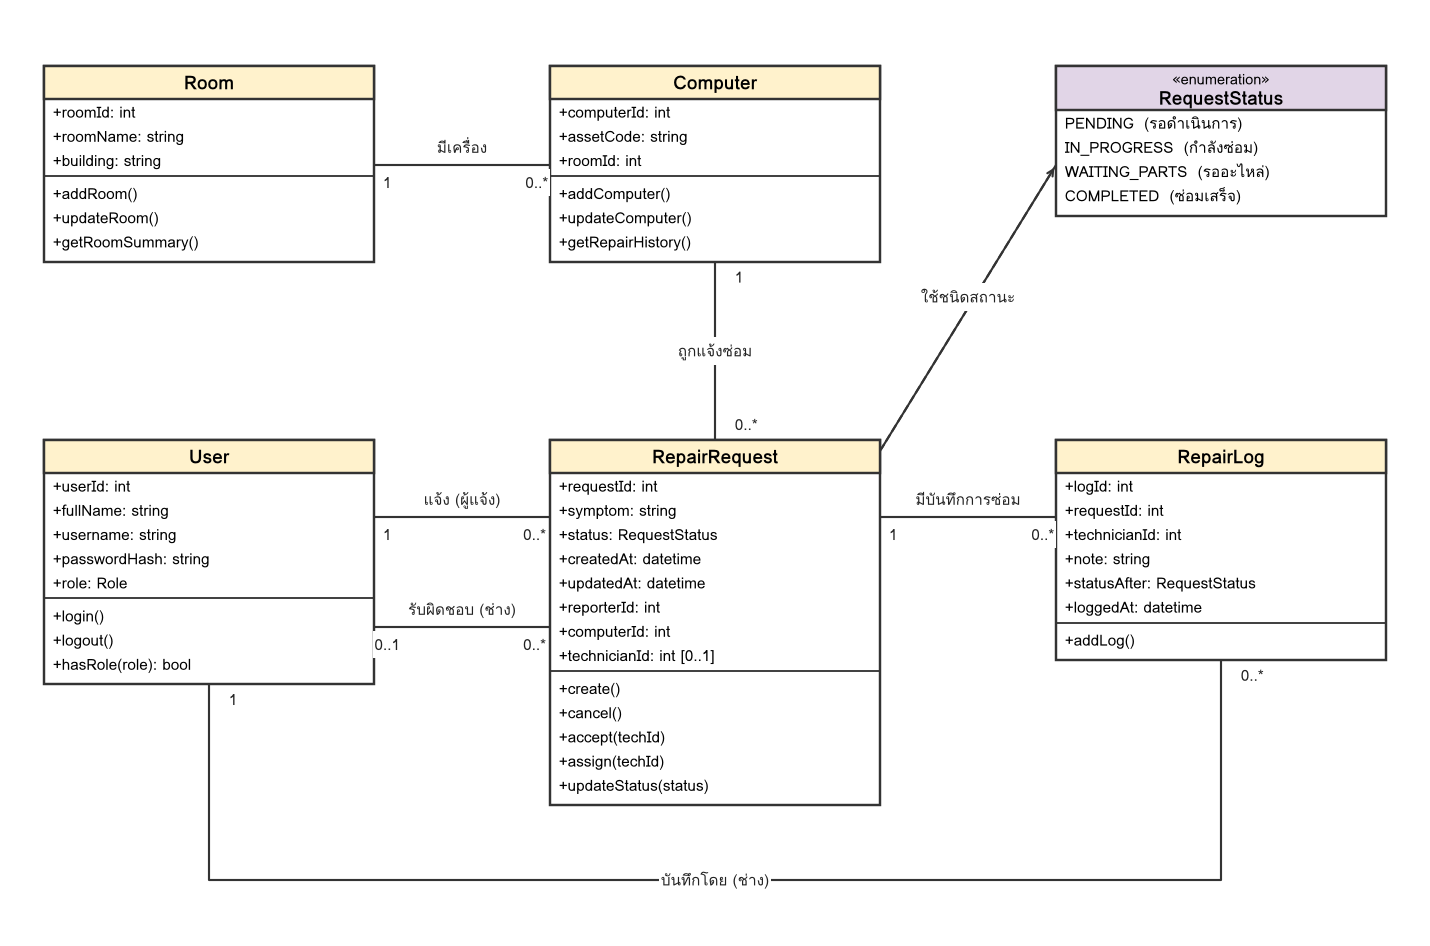 Room
+roomId: int
+roomName: string
+building: string
+addRoom()
+updateRoom()
+getRoomSummary()
มีเครื่อง
1
0..*
Computer
+computerId: int
+assetCode: string
+roomId: int
+addComputer()
+updateComputer()
+getRepairHistory()
«enumeration»
RequestStatus
PENDING (รอดำเนินการ)
IN_PROGRESS (กำลังซ่อม)
WAITING_PARTS (รออะไหล่)
COMPLETED (ซ่อมเสร็จ)
1
ถูกแจ้งซ่อม
0..*
ใช้ชนิดสถานะ
User
+userId: int
+fullName: string
+username: string
+passwordHash: string
+role: Role
+login()
+logout()
+hasRole(role): bool
แจ้ง (ผู้แจ้ง)
1
0..*
รับผิดชอบ (ช่าง)
0..1
0..*
RepairRequest
+requestId: int
+symptom: string
+status: RequestStatus
+createdAt: datetime
+updatedAt: datetime
+reporterId: int
+computerId: int
+technicianId: int [0..1]
+create()
+cancel()
+accept(techId)
+assign(techId)
+updateStatus(status)
มีบันทึกการซ่อม
1
0..*
RepairLog
+logId: int
+requestId: int
+technicianId: int
+note: string
+statusAfter: RequestStatus
+loggedAt: datetime
+addLog()
1
0..*
บันทึกโดย (ช่าง)